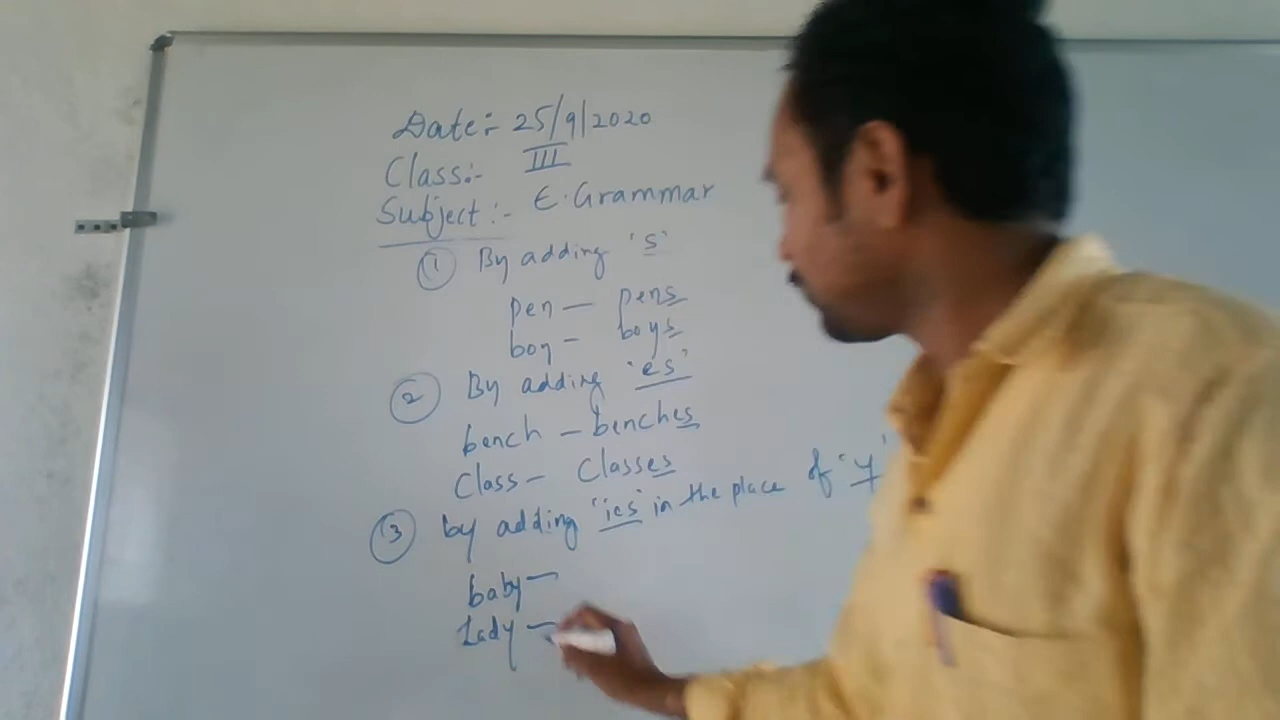 Date:- 25/9/2020
Class:- III
Subject:- E. Grammar
① By adding 's'
pen — pens
boy — boys
② By adding 'es'
bench — benches
Class — Classes
③ by adding "ies" in the place of 'y'
baby —
Lady —